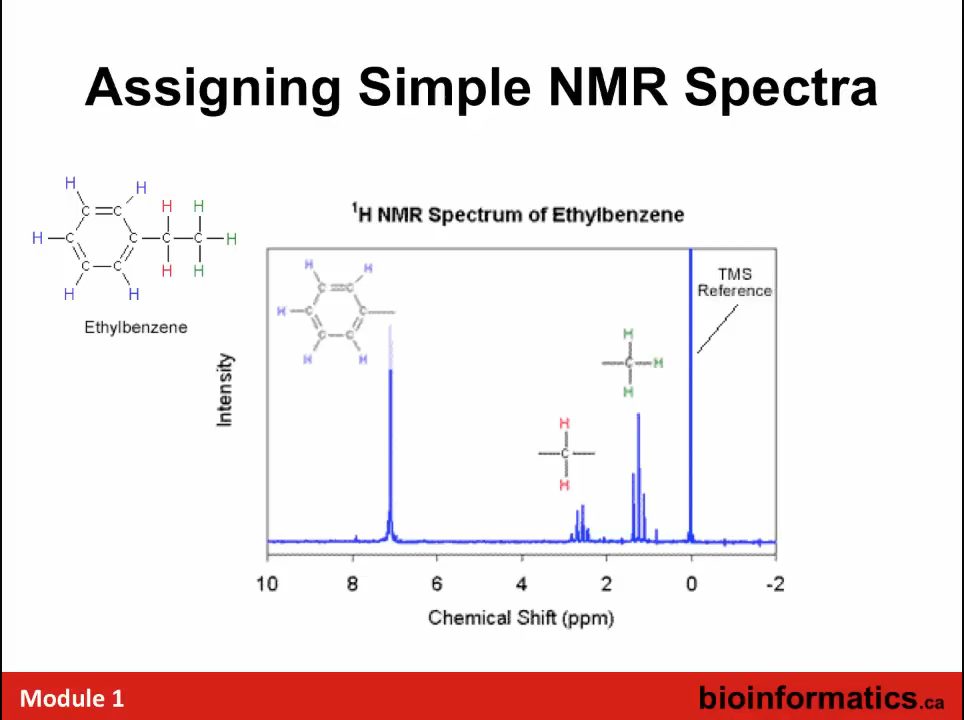 Assigning Simple NMR Spectra
H H
H H
C C
H C C C C H
C C
H H
H H
Ethylbenzene
¹H NMR Spectrum of Ethylbenzene
H H
C C
H C C
C C
H H
TMS
Reference
H
C H
H
H
C
H
Intensity
10 8 6 4 2 0 -2
Chemical Shift (ppm)
Module 1
bioinformatics.ca